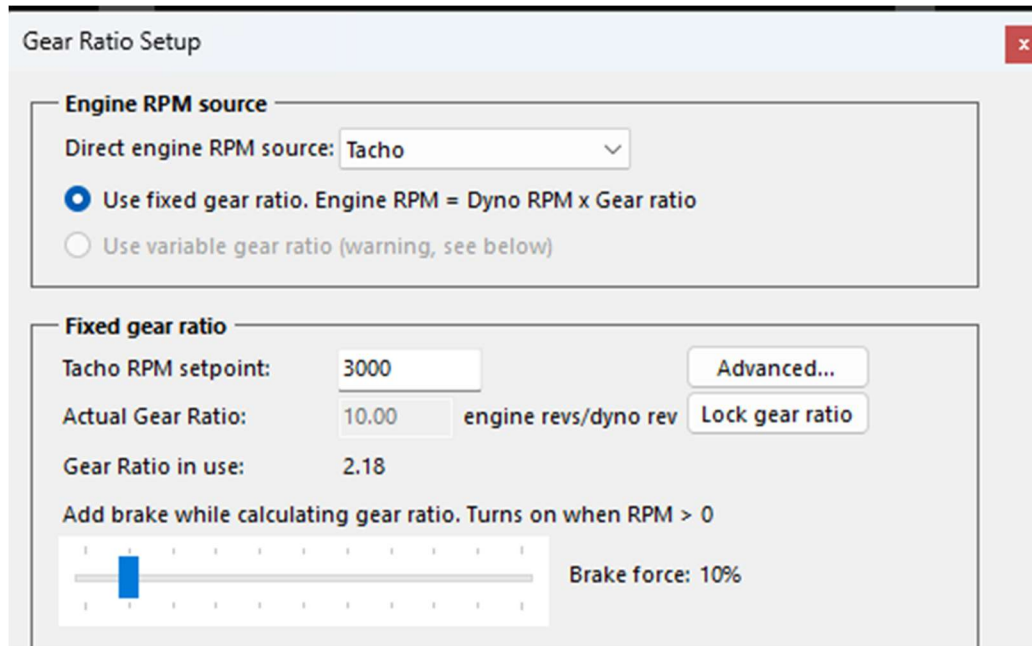 Gear Ratio Setup
x
Engine RPM source
Direct engine RPM source: Tacho
Use fixed gear ratio. Engine RPM = Dyno RPM x Gear ratio
Use variable gear ratio (warning, see below)
Fixed gear ratio
Tacho RPM setpoint: 3000 Advanced...
Actual Gear Ratio: 10.00 engine revs/dyno rev Lock gear ratio
Gear Ratio in use: 2.18
Add brake while calculating gear ratio. Turns on when RPM > 0
Brake force: 10%